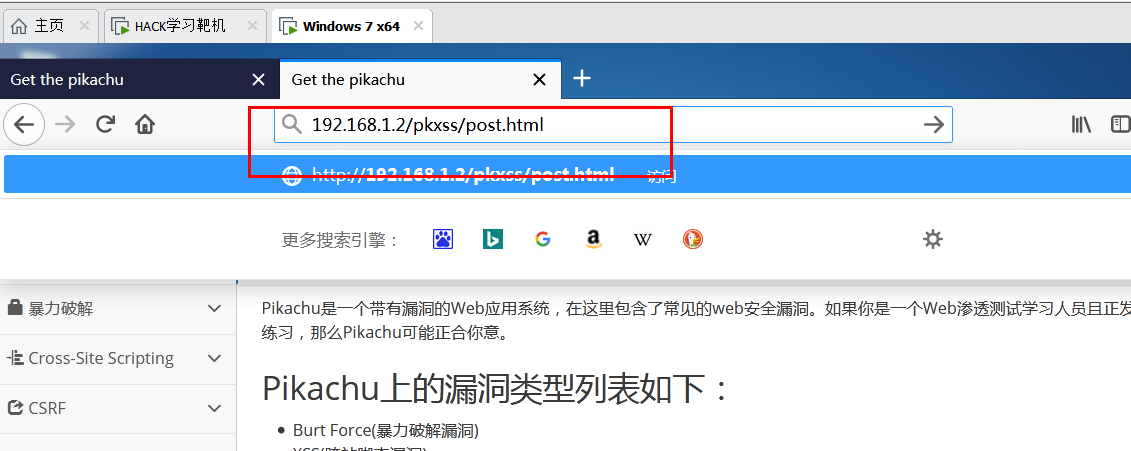 主页
HACK学习靶机
Windows 7 x64
Get the pikachu
Get the pikachu
192.168.1.2/pkxss/post.html
http://192.168.1.2/pkxss/post.html — 访问
更多搜索引擎：
暴力破解
Cross-Site Scripting
CSRF
Pikachu是一个带有漏洞的Web应用系统，在这里包含了常见的web安全漏洞。如果你是一个Web渗透测试学习人员且正发
练习，那么Pikachu可能正合你意。
Pikachu上的漏洞类型列表如下：
Burt Force(暴力破解漏洞)
XSS(跨站脚本漏洞)